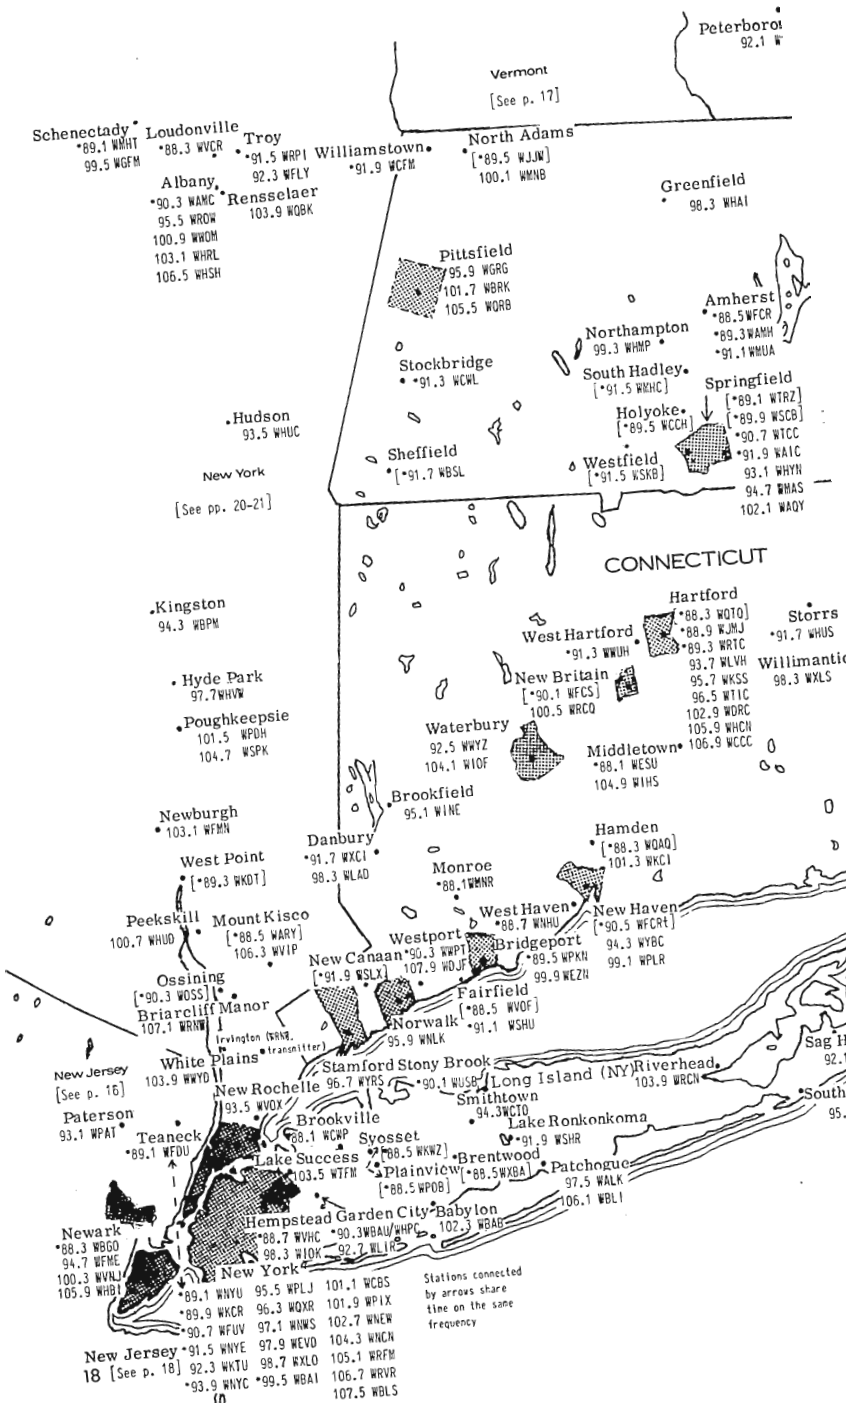 Peterboro
92.1 W
Vermont
[See p. 17]
Schenectady
*89.1 WMHT
99.5 WGFM
Loudonville
*88.3 WVCR
Troy
*91.5 WRPI
92.3 WFLY
Williamstown
*91.9 WCFM
North Adams
[*89.5 WJJW]
100.1 WMNB
Albany
*90.3 WAMC
95.5 WROW
100.9 WWOM
103.1 WHRL
106.5 WHSH
Rensselaer
103.9 WQBK
Greenfield
98.3 WHAI
Pittsfield
95.9 WGRG
101.7 WBRK
105.5 WQRB
Amherst
*88.5WFCR
*89.3WAMH
*91.1WMUA
Northampton
99.3 WHMP
Stockbridge
*91.3 WCWL
South Hadley
[*91.5 WMHC]
Springfield
[*89.1 WTRZ]
[*89.9 WSCB]
*90.7 WTCC
*91.9 WAIC
93.1 WHYN
94.7 WMAS
102.1 WAQY
Holyoke
[*89.5 WCCH]
Hudson
93.5 WHUC
Sheffield
[*91.7 WBSL
Westfield
[*91.5 WSKB]
New York
[See pp. 20-21]
CONNECTICUT
Kingston
94.3 WBPM
Hartford
[*88.3 WQTQ]
*88.9 WJMJ
*89.3 WRTC
93.7 WLVH
95.7 WKSS
96.5 WTIC
102.9 WDRC
105.9 WHCN
106.9 WCCC
Storrs
*91.7 WHUS
West Hartford
*91.3 WWUH
Willimantic
98.3 WXLS
Hyde Park
97.7WHVW
New Britain
[*90.1 WFCS]
100.5 WRCQ
Poughkeepsie
101.5 WPDH
104.7 WSPK
Waterbury
92.5 WWYZ
104.1 WIOF
Middletown
*88.1 WESU
104.9 WIHS
Brookfield
95.1 WINE
Newburgh
103.1 WFMN
Danbury
*91.7 WXCI
98.3 WLAD
Hamden
[*88.3 WQAQ]
101.3 WKCI
West Point
[*89.3 WKDT]
Monroe
*88.1WMNR
West Haven
*88.7 WNHU
New Haven
[*90.5 WFCRt]
94.3 WYBC
99.1 WPLR
Peekskill
100.7 WHUD
Mount Kisco
[*88.5 WARY]
106.3 WVIP
Westport
*90.3 WWPT
107.9 WDJF
Bridgeport
*89.5 WPKN
99.9 WEZN
New Canaan
[*91.9 WSLX]
Ossining
[*90.3 WOSS]
Fairfield
[*88.5 WVOF]
*91.1 WSHU
Briarcliff Manor
107.1 WRNW
Norwalk
95.9 WNLK
Irvington (WRNW
transmitter)
Sag H
92.1
White Plains
103.9 WWYD
Stamford
96.7 WYRS
Stony Brook
*90.1 WUSB
Long Island (NY)
Riverhead
103.9 WRCN
New Jersey
[See p. 16]
New Rochelle
93.5 WVOX
Smithtown
94.3WCTO
South
95.
Paterson
93.1 WPAT
Teaneck
*89.1 WFDU
Brookville
*88.1 WCWP
Lake Ronkonkoma
*91.9 WSHR
Syosset
[*88.5 WKWZ]
Lake Success
103.5 WTFM
Plainview
[*88.5WPOB]
Brentwood
[*88.5WXBA]
Patchogue
97.5 WALK
106.1 WBLI
Newark
*88.3 WBGO
94.7 WFME
100.3 WVNJ
105.9 WHBI
Hempstead
*88.7 WVHC
98.3 WIOK
Garden City
*90.3WBAU/WHPC
92.7 WLIR
Babylon
102.3 WBAB
New York
*89.1 WNYU 95.5 WPLJ 101.1 WCBS
*89.9 WKCR 96.3 WQXR 101.9 WPIX
*90.7 WFUV 97.1 WNWS 102.7 WNEW
*91.5 WNYE 97.9 WEVD 104.3 WNCN
92.3 WKTU 98.7 WXLO 105.1 WRFM
*93.9 WNYC *99.5 WBAI 106.7 WRVR
107.5 WBLS
Stations connected
by arrows share
time on the same
frequency
New Jersey
18 [See p. 18]